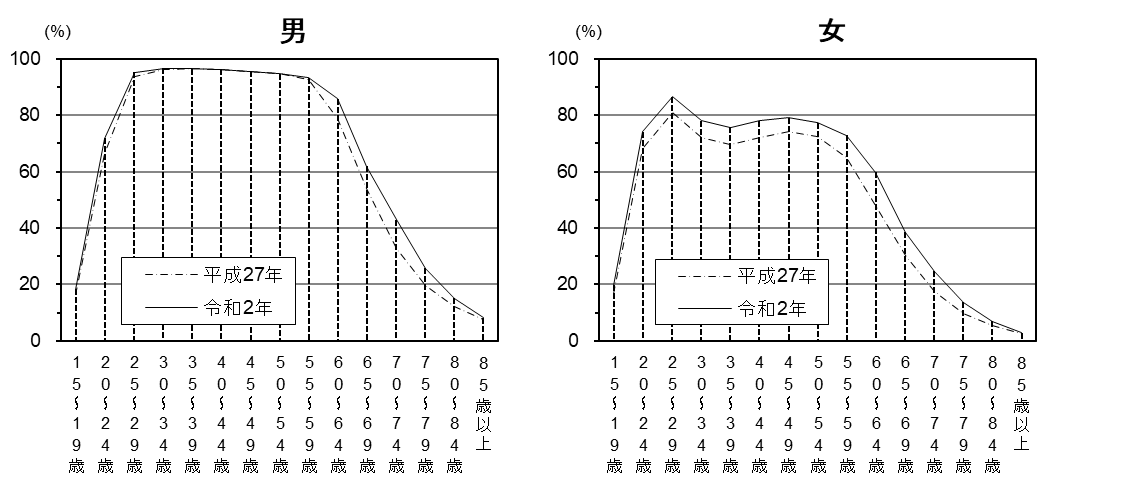 男
(%)
100
80
60
40
20
0
平成27年
令和2年
15～19歳
20～24歳
25～29歳
30～34歳
35～39歳
40～44歳
45～49歳
50～54歳
55～59歳
60～64歳
65～69歳
70～74歳
75～79歳
80～84歳
85歳以上
女
(%)
100
80
60
40
20
0
平成27年
令和2年
15～19歳
20～24歳
25～29歳
30～34歳
35～39歳
40～44歳
45～49歳
50～54歳
55～59歳
60～64歳
65～69歳
70～74歳
75～79歳
80～84歳
85歳以上